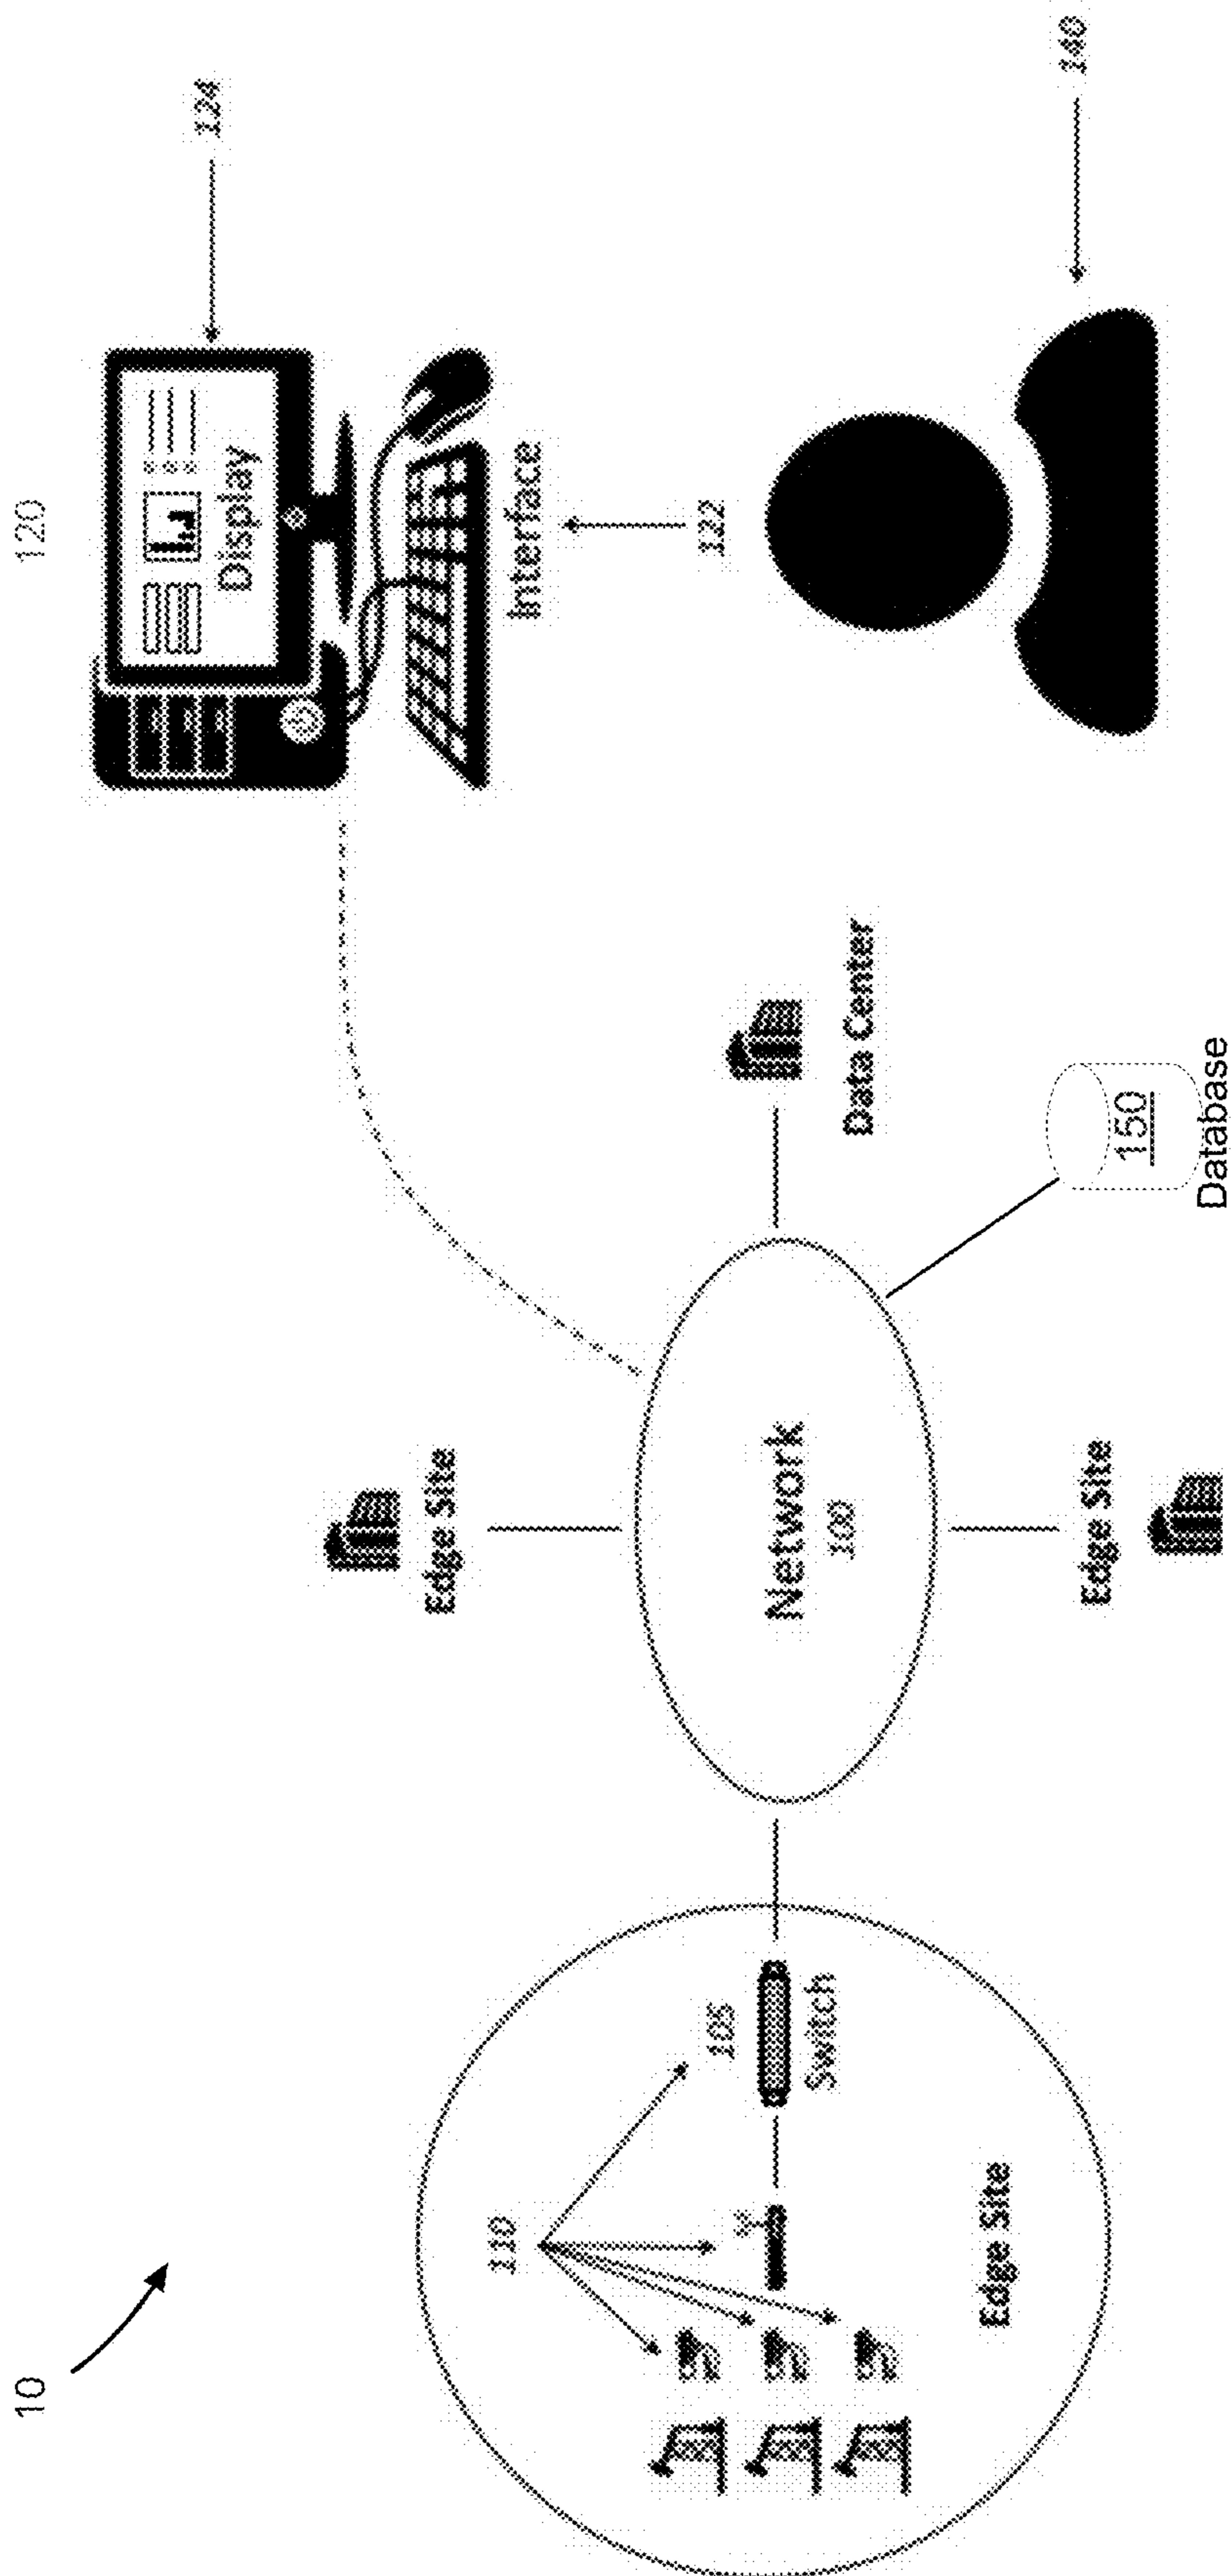 10
120
124
Display
Interface
122
140
Edge Site
110
105
Switch
Edge Site
Network
100
Data Center
150
Database
Edge Site